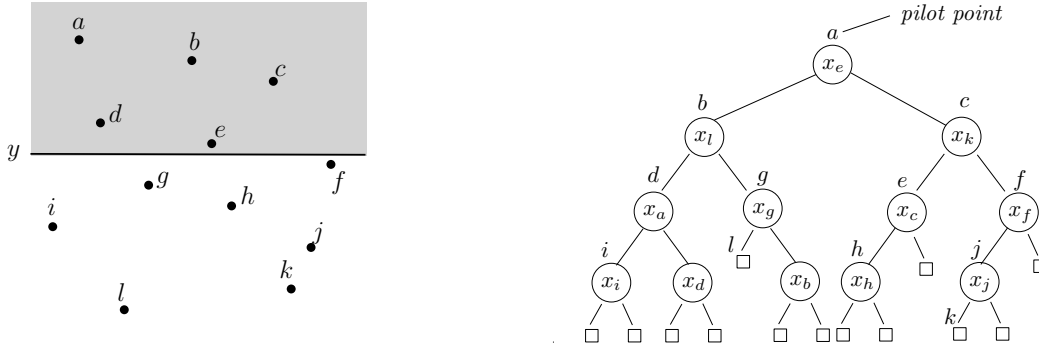 a
b
c
d
e
y
f
g
h
i
j
k
l
pilot point
a
x_e
b
c
x_l
x_k
d
g
e
f
x_a
x_g
x_c
x_f
i
l
h
j
x_i
x_d
x_b
x_h
x_j
k